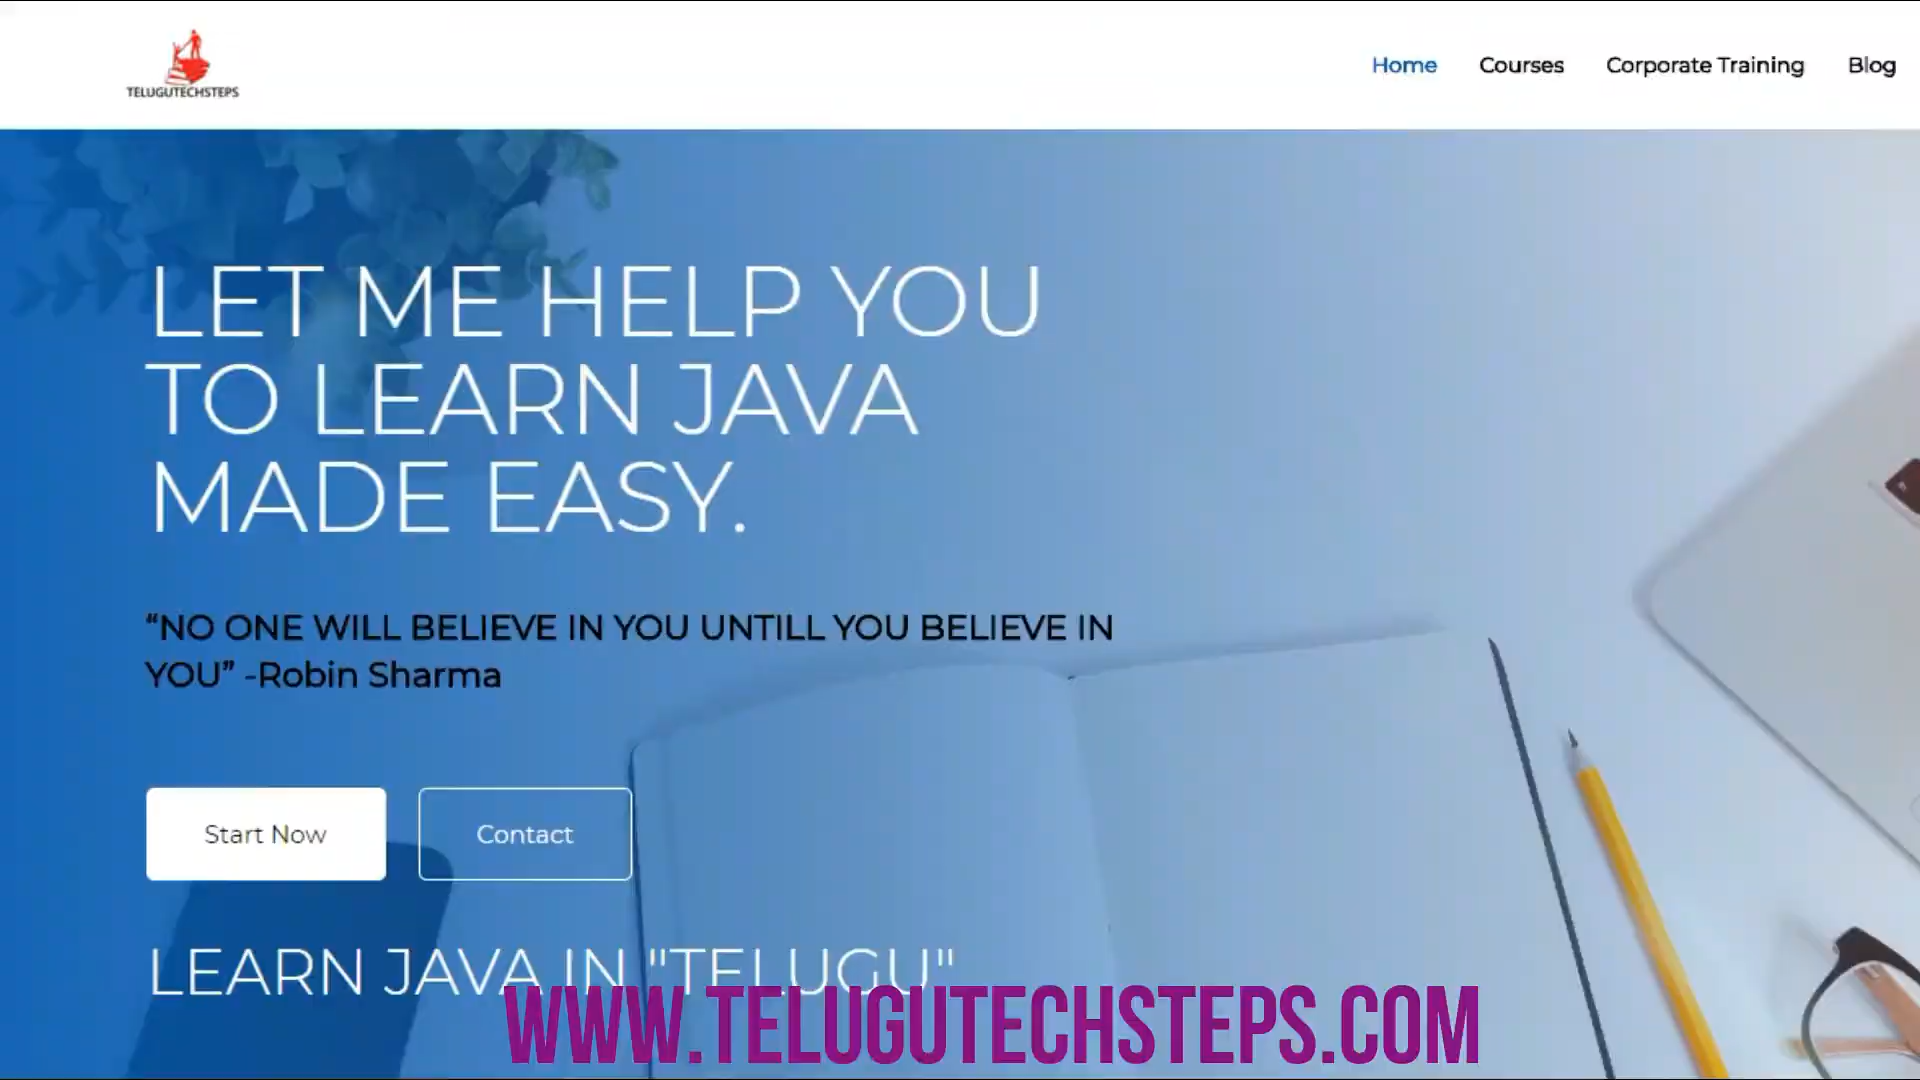 TELUGUTECHSTEPS
Home Courses Corporate Training Blog
LET ME HELP YOU
TO LEARN JAVA
MADE EASY.
“NO ONE WILL BELIEVE IN YOU UNTILL YOU BELIEVE IN
YOU” -Robin Sharma
Start Now Contact
LEARN JAVA IN "TELUGU"
WWW.TELUGUTECHSTEPS.COM